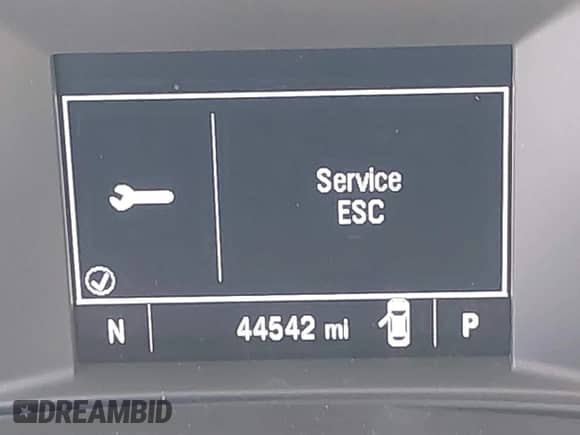 Service
ESC
N
44542 mi
P
DREAMBID